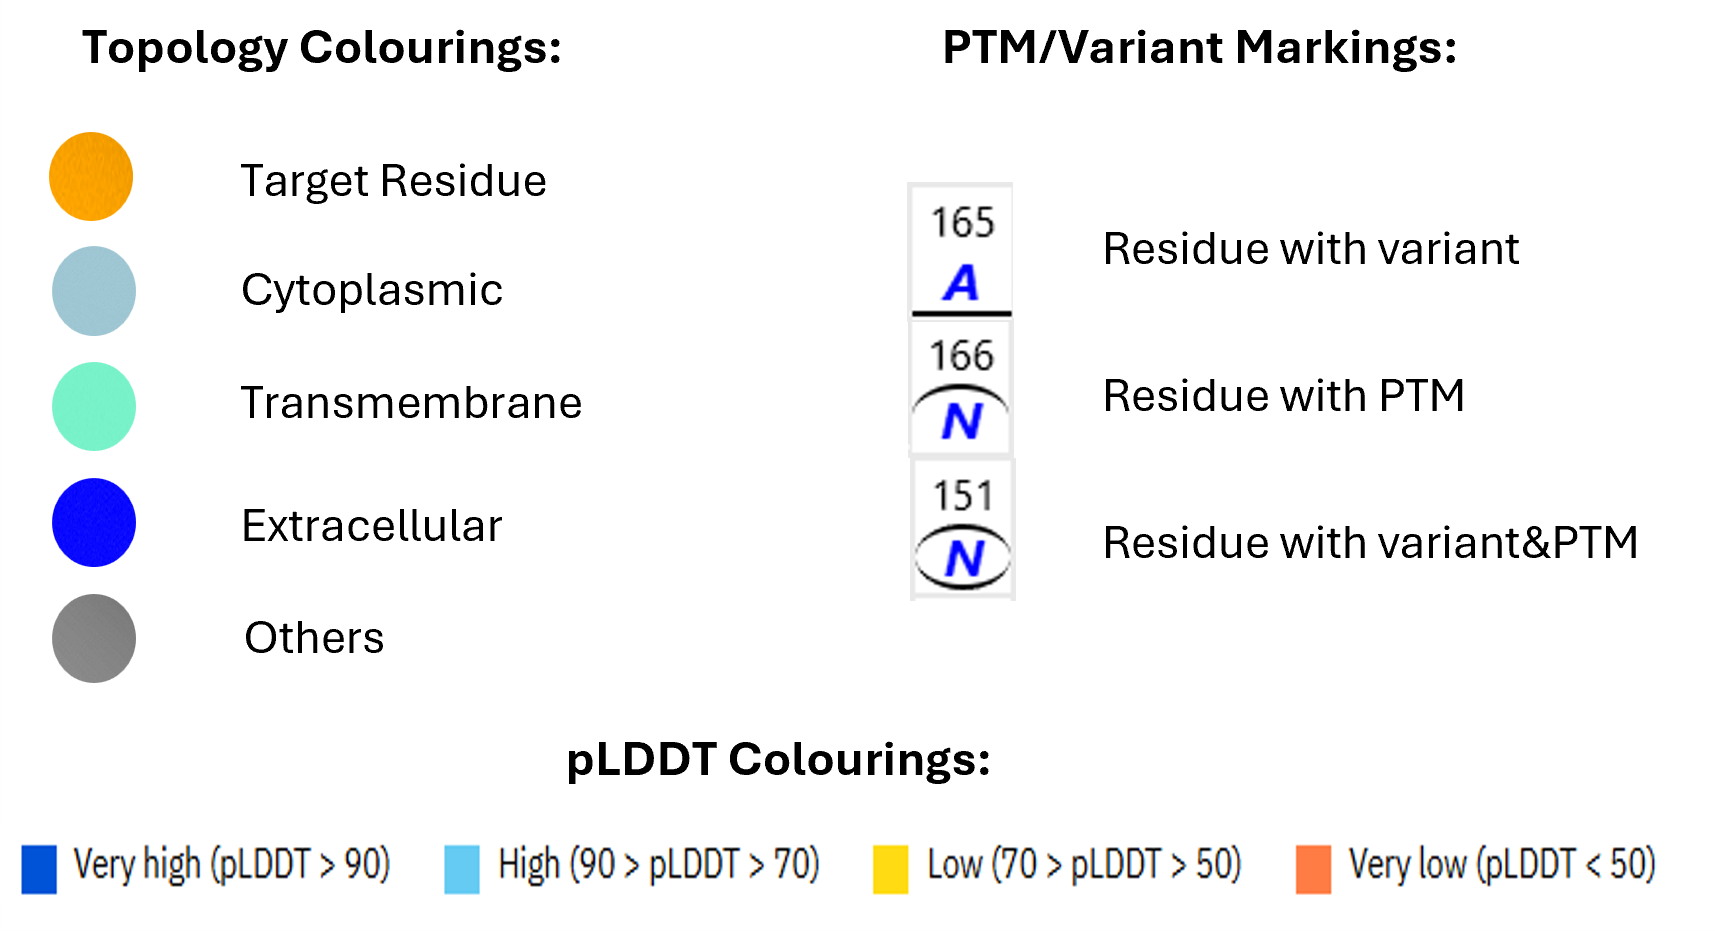 Topology Colourings:
PTM/Variant Markings:
Target Residue
Cytoplasmic
Transmembrane
Extracellular
Others
165
A
Residue with variant
166
N
Residue with PTM
151
N
Residue with variant&PTM
pLDDT Colourings:
Very high (pLDDT > 90)
High (90 > pLDDT > 70)
Low (70 > pLDDT > 50)
Very low (pLDDT < 50)